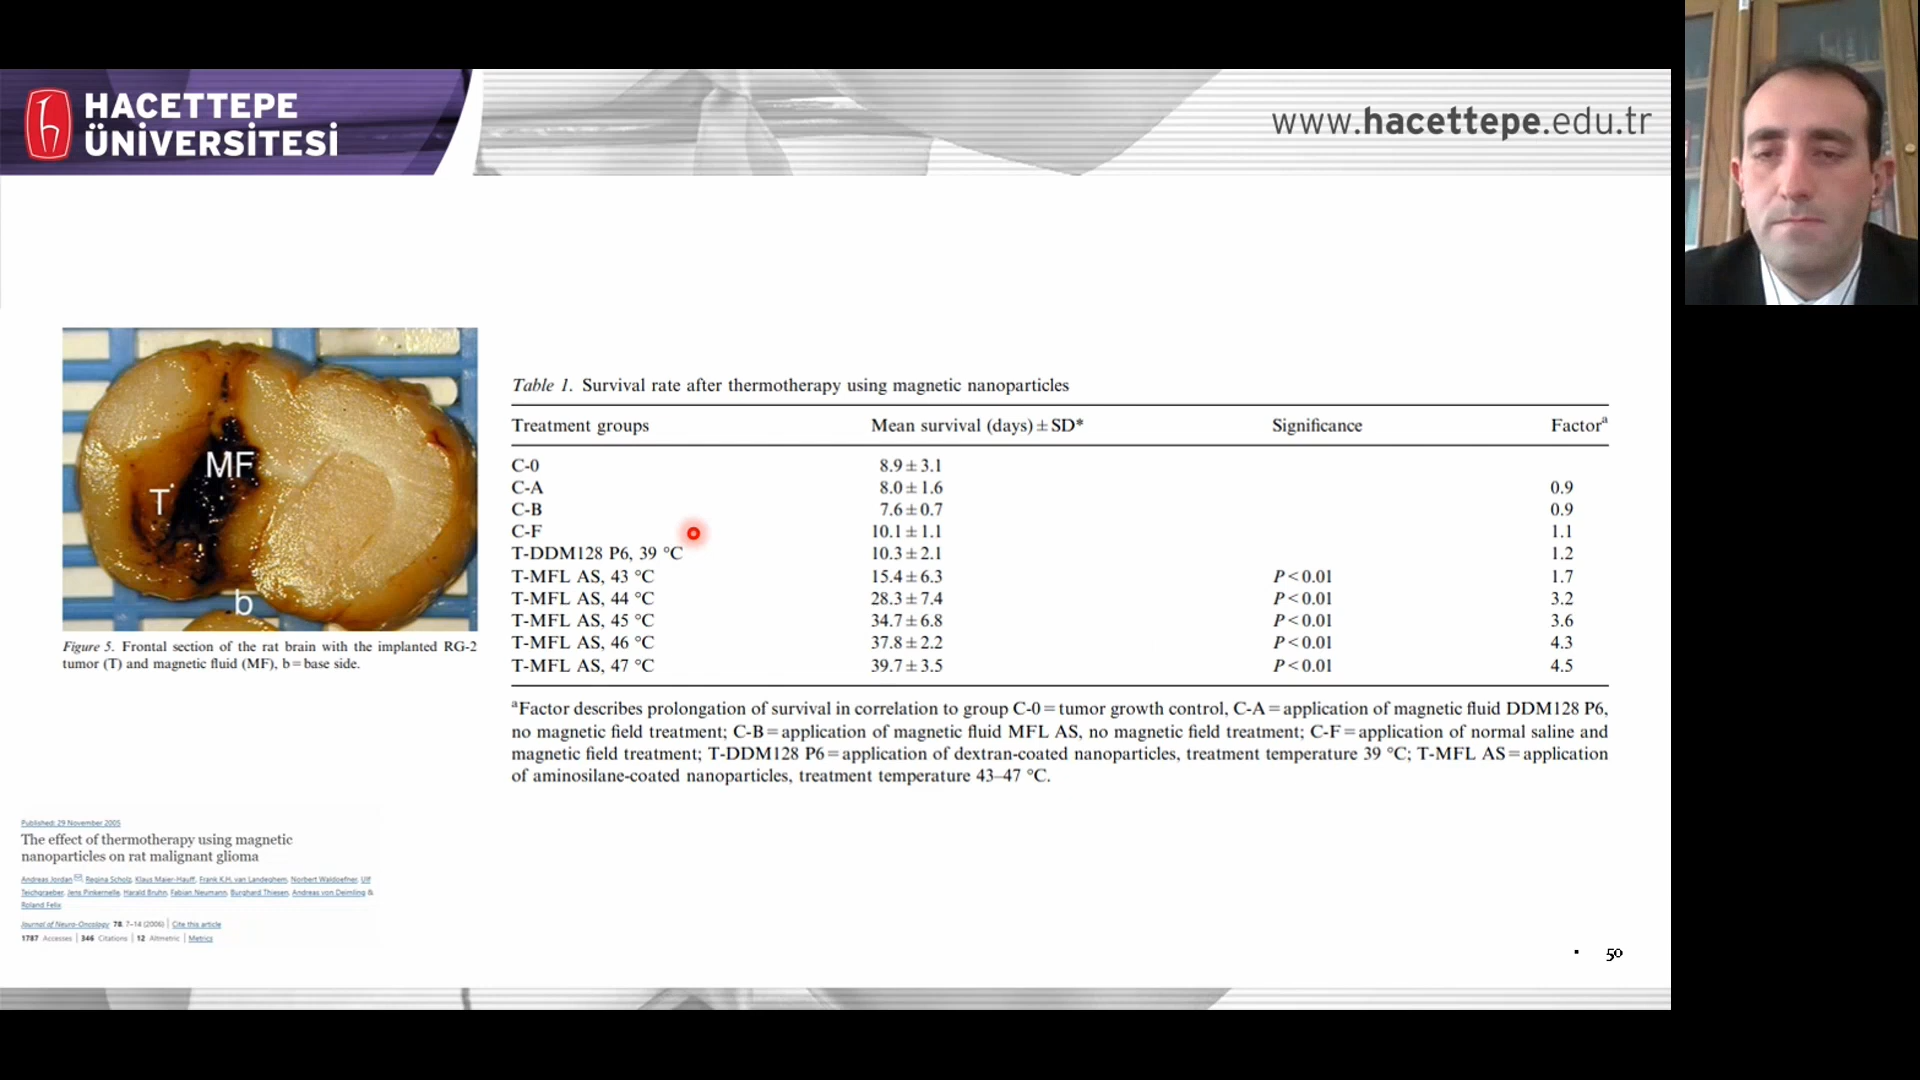 HACETTEPE
ÜNİVERSİTESİ
www.hacettepe.edu.tr
MF
T
b
Figure 5. Frontal section of the rat brain with the implanted RG-2
tumor (T) and magnetic fluid (MF), b=base side.
Table 1. Survival rate after thermotherapy using magnetic nanoparticles
Treatment groups Mean survival (days)±SD* Significance Factorᵃ
C-0 8.9±3.1
C-A 8.0±1.6 0.9
C-B 7.6±0.7 0.9
C-F 10.1±1.1 1.1
T-DDM128 P6, 39 °C 10.3±2.1 1.2
T-MFL AS, 43 °C 15.4±6.3 P<0.01 1.7
T-MFL AS, 44 °C 28.3±7.4 P<0.01 3.2
T-MFL AS, 45 °C 34.7±6.8 P<0.01 3.6
T-MFL AS, 46 °C 37.8±2.2 P<0.01 4.3
T-MFL AS, 47 °C 39.7±3.5 P<0.01 4.5
ᵃFactor describes prolongation of survival in correlation to group C-0=tumor growth control, C-A=application of magnetic fluid DDM128 P6,
no magnetic field treatment; C-B=application of magnetic fluid MFL AS, no magnetic field treatment; C-F=application of normal saline and
magnetic field treatment; T-DDM128 P6=application of dextran-coated nanoparticles, treatment temperature 39 °C; T-MFL AS=application
of aminosilane-coated nanoparticles, treatment temperature 43–47 °C.
Published: 29 November 2005
The effect of thermotherapy using magnetic
nanoparticles on rat malignant glioma
Andreas Jordan, Regina Scholz, Klaus Maier-Hauff, Frank K.H. van Landeghem, Norbert Waldoefner, Ulf
Teichgraeber, Jens Pinkernelle, Harald Bruhn, Fabian Neumann, Burghard Thiesen, Andreas von Deimling &
Roland Felix
Journal of Neuro-Oncology 78, 7–14 (2006) | Cite this article
1787 Accesses | 346 Citations | 12 Altmetric | Metrics
▪ 50